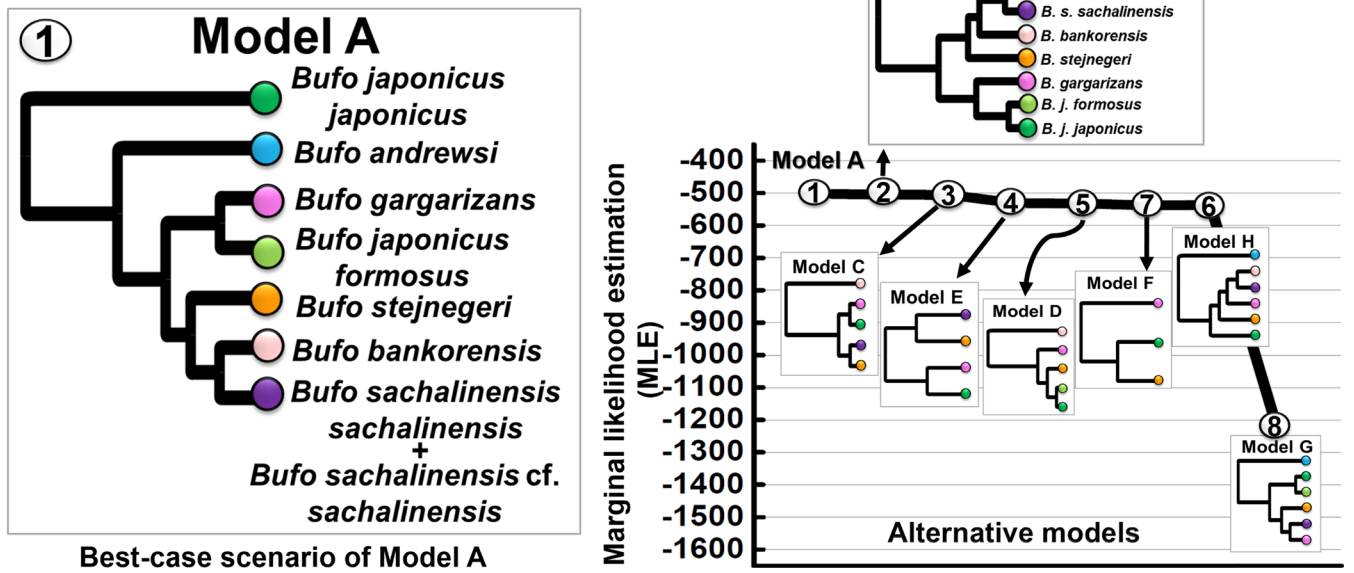 1
Model A
Bufo japonicus
japonicus
Bufo andrewsi
Bufo gargarizans
Bufo japonicus
formosus
Bufo stejnegeri
Bufo bankorensis
Bufo sachalinensis
sachalinensis
+
Bufo sachalinensis cf.
sachalinensis
Best-case scenario of Model A
B. s. sachalinensis
B. bankorensis
B. stejnegeri
B. gargarizans
B. j. formosus
B. j. japonicus
Marginal likelihood estimation
(MLE)
-400
-500
-600
-700
-800
-900
-1000
-1100
-1200
-1300
-1400
-1500
-1600
Model A
1
2
3
4
5
7
6
8
Model C
Model E
Model D
Model F
Model H
Model G
Alternative models